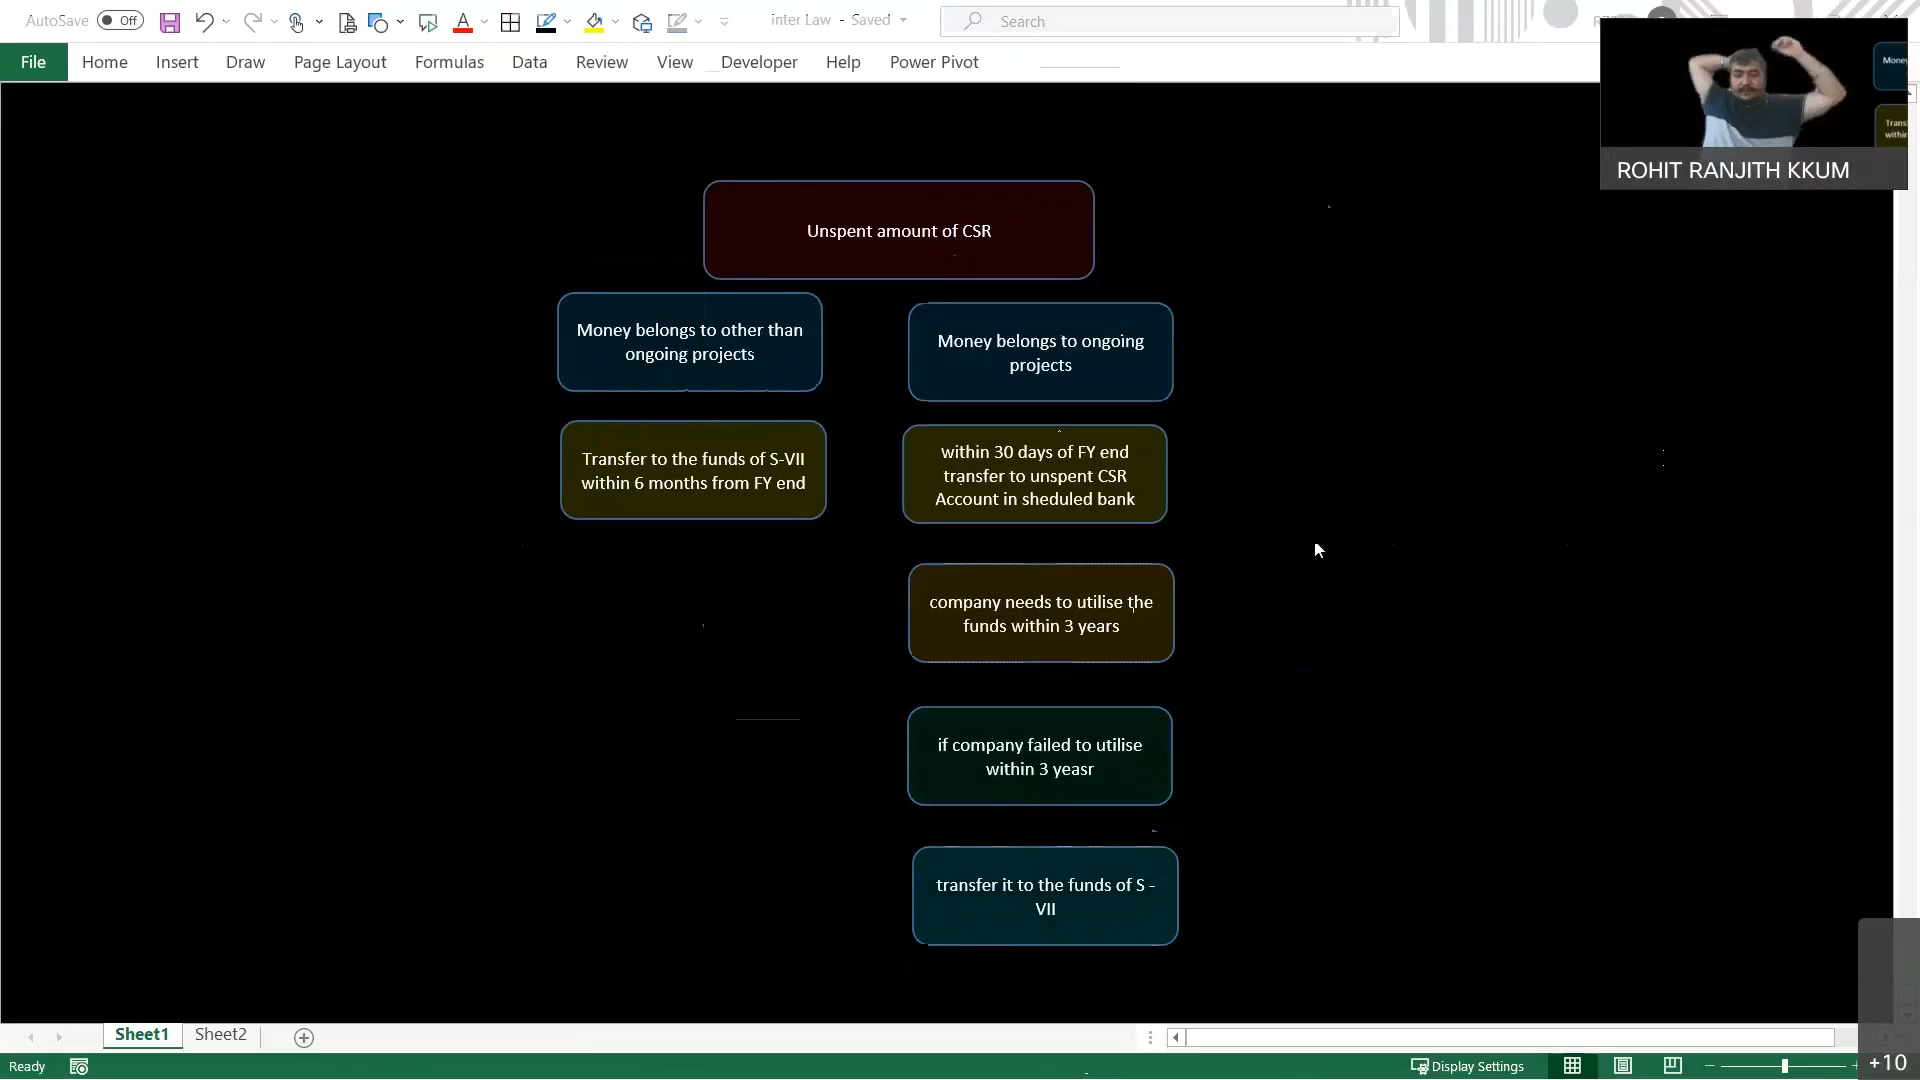 AutoSave Off
inter Law - Saved
Search
File Home Insert Draw Page Layout Formulas Data Review View Developer Help Power Pivot
ROHIT RANJITH KKUM
Unspent amount of CSR
Money belongs to other than
ongoing projects
Money belongs to ongoing
projects
Transfer to the funds of S-VII
within 6 months from FY end
within 30 days of FY end
transfer to unspent CSR
Account in sheduled bank
company needs to utilise the
funds within 3 years
if company failed to utilise
within 3 yeasr
transfer it to the funds of S -
VII
Sheet1 Sheet2
Ready
Display Settings
+10